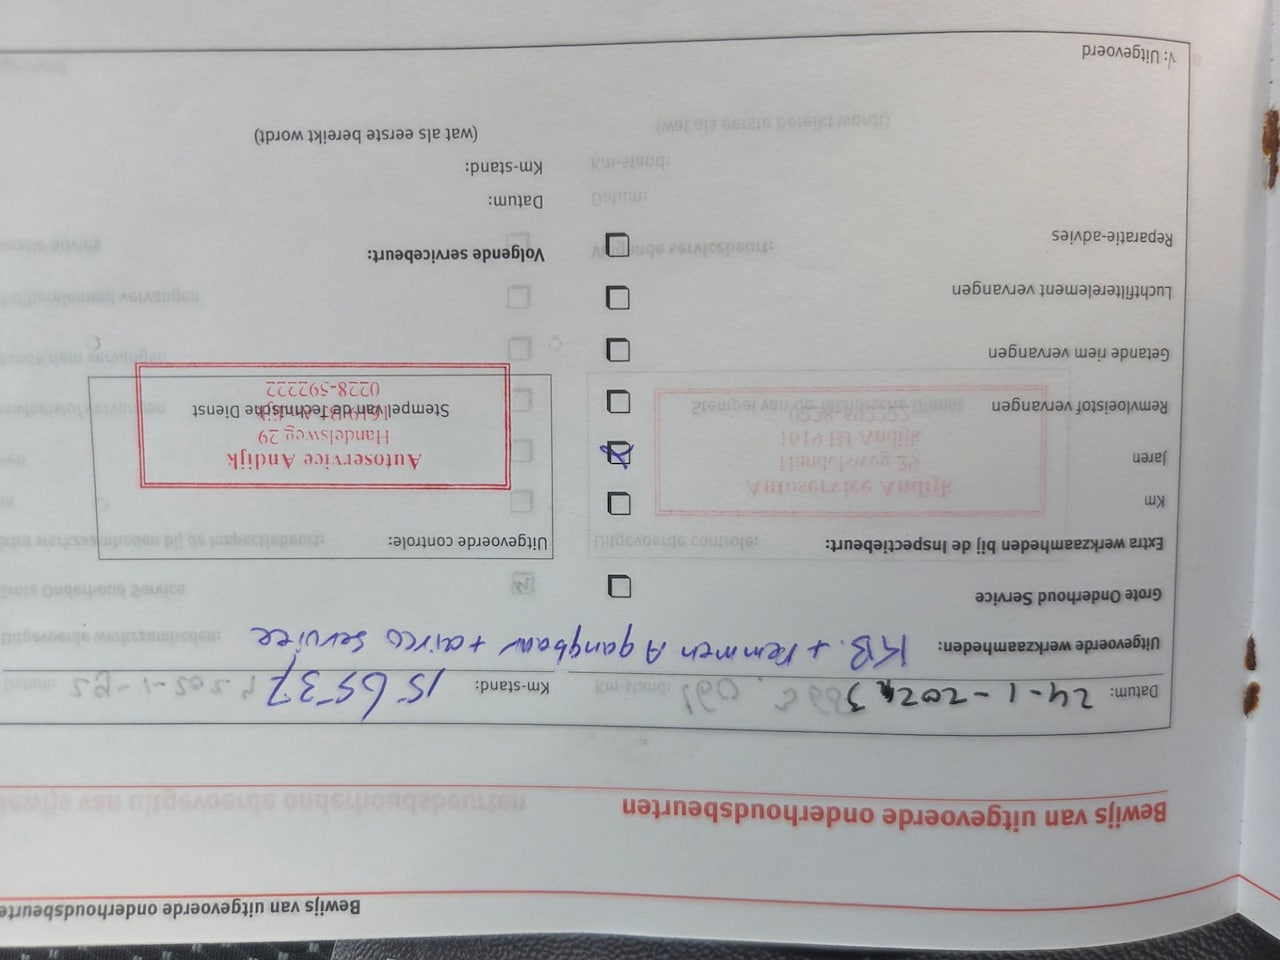 Bewijs van uitgevoerde onderhoudsbeurten
Bewijs van uitgevoerde onderhoudsbeurten
Datum: 24-1-2023
Km-stand: 156537
Uitgevoerde werkzaamheden: KB. + Remmen A gangbaar + airco service
Grote Onderhoud Service
Extra werkzaamheden bij de Inspectiebeurt:
Km
Jaren
Remvloeistof vervangen
Getande riem vervangen
Luchtfilterelement vervangen
Reparatie-advies
√: Uitgevoerd
Uitgevoerde controle:
Autoservice Andijk
Handelsweg 29
Stempel van de Technische Dienst
0228-592222
Volgende servicebeurt:
Datum:
Km-stand:
(wat als eerste bereikt wordt)